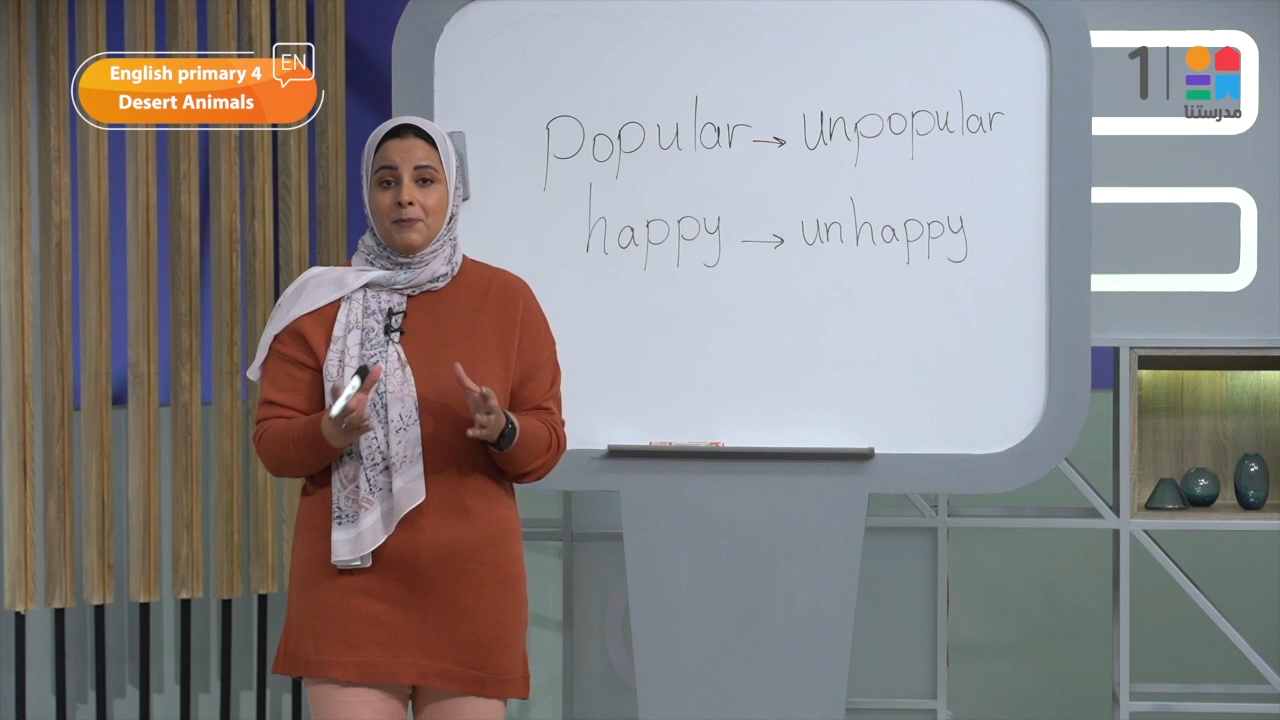 English primary 4
EN
Desert Animals
1
مدرستنا
Popular → unpopular
happy → unhappy